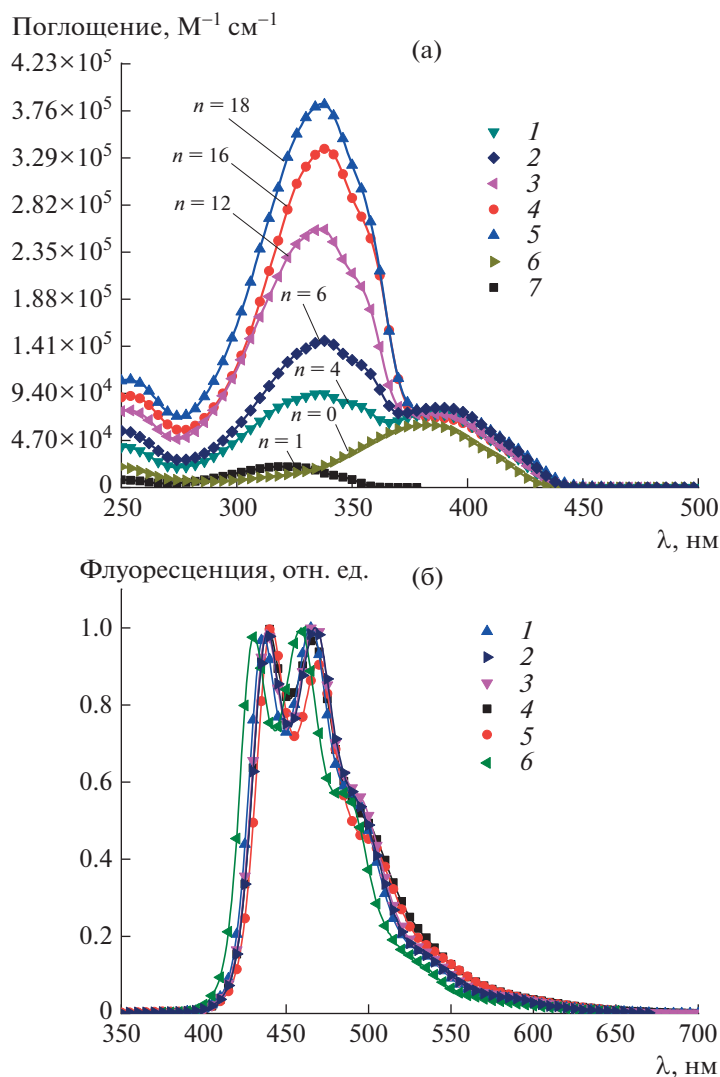 Поглощение, М⁻¹ см⁻¹
(а)
4.23×10⁵
3.76×10⁵
3.29×10⁵
2.82×10⁵
2.35×10⁵
1.88×10⁵
1.41×10⁵
9.40×10⁴
4.70×10⁴
0
n = 18
n = 16
n = 12
n = 6
n = 4
n = 0
n = 1
1
2
3
4
5
6
7
250 300 350 400 450 500
λ, нм
Флуоресценция, отн. ед.
(б)
1.0
0.8
0.6
0.4
0.2
0
1
2
3
4
5
6
350 400 450 500 550 600 700
λ, нм